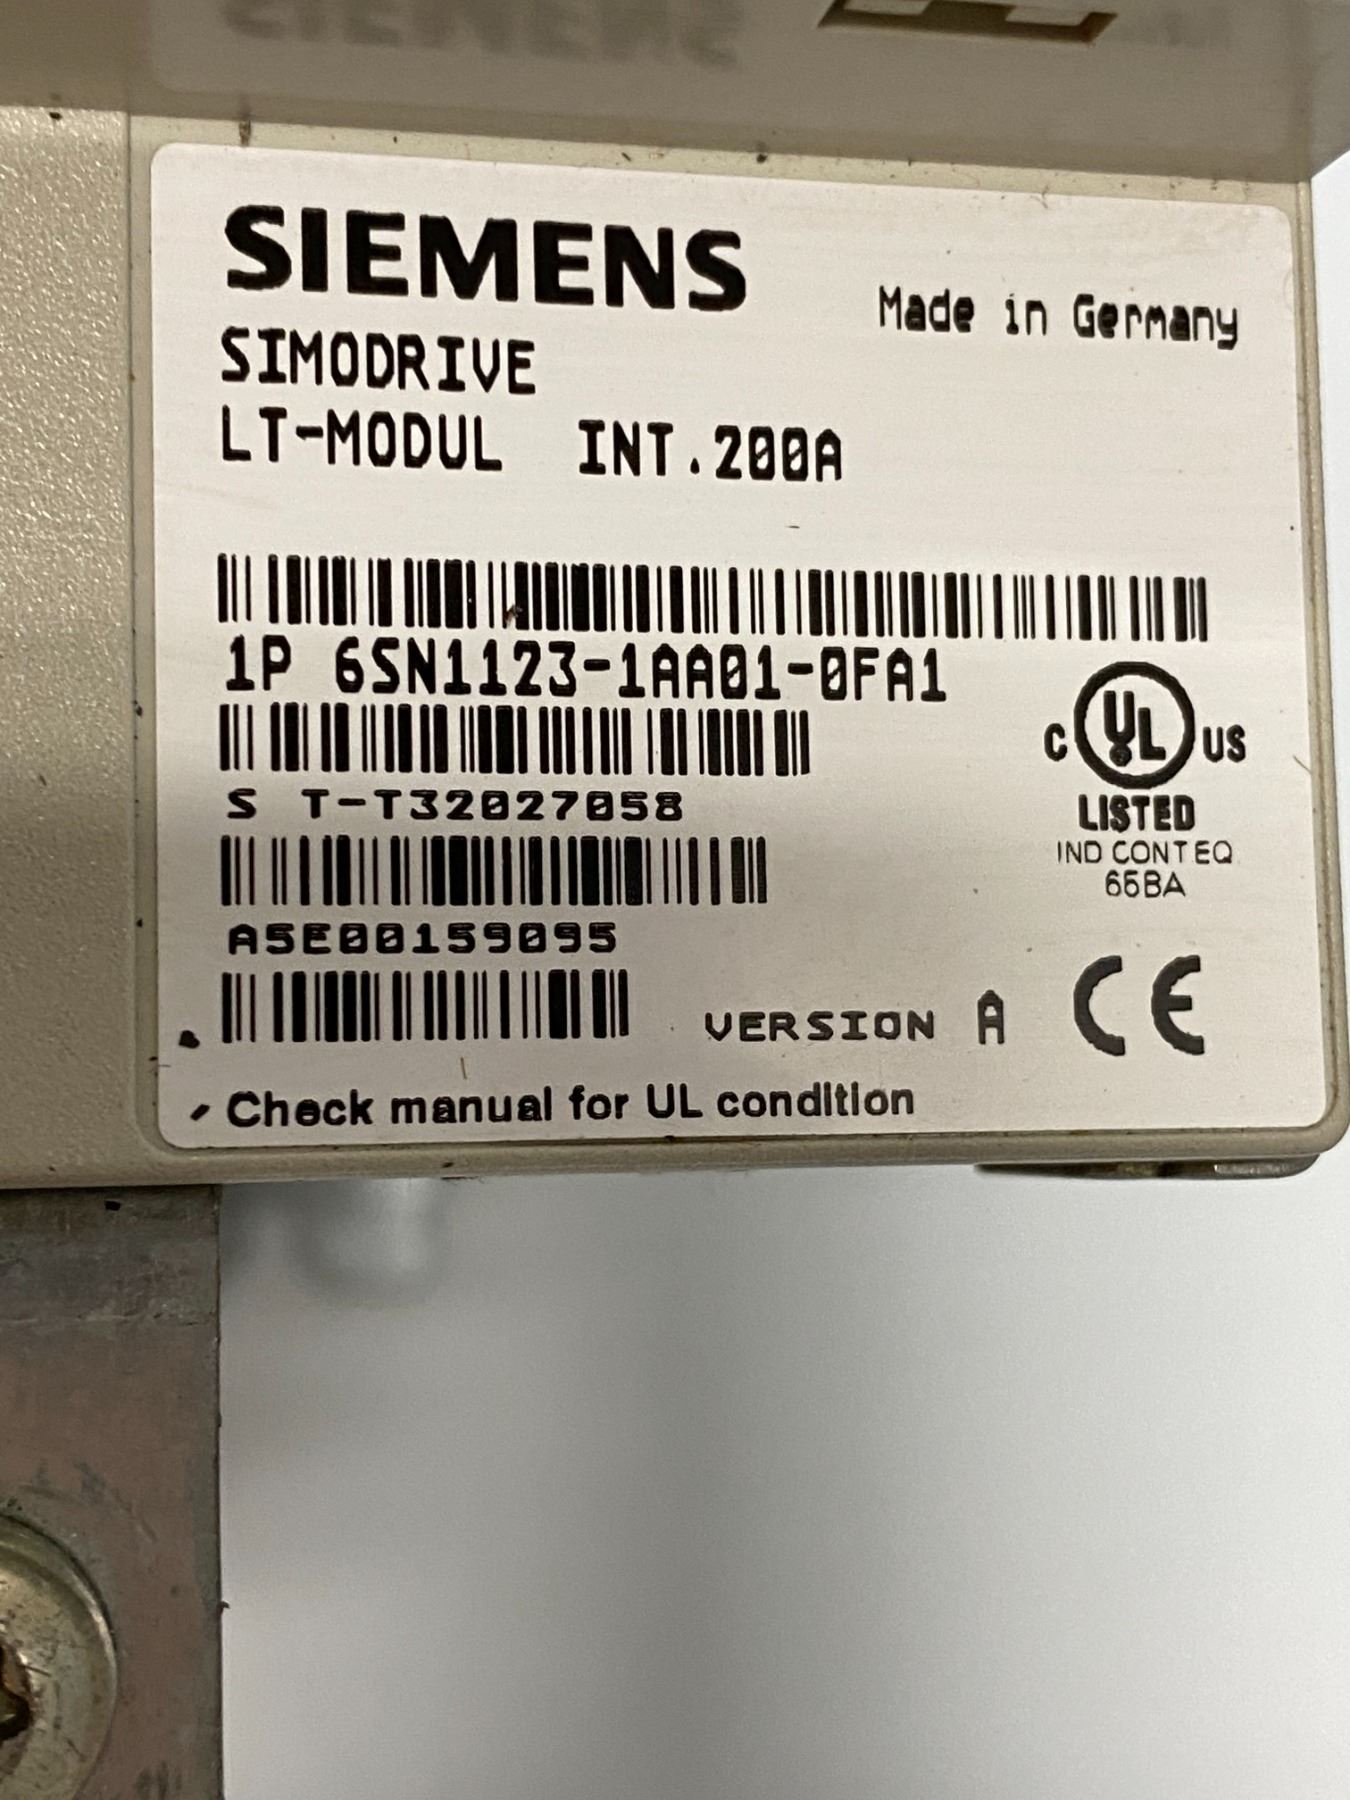 SIEMENS
Made in Germany
SIMODRIVE
LT-MODUL INT.200A
1P 6SN1123-1AA01-0FA1
C UL US
LISTED
IND CONT EQ
65BA
S T-T32027058
A5E00159095
VERSION A CE
Check manual for UL condition